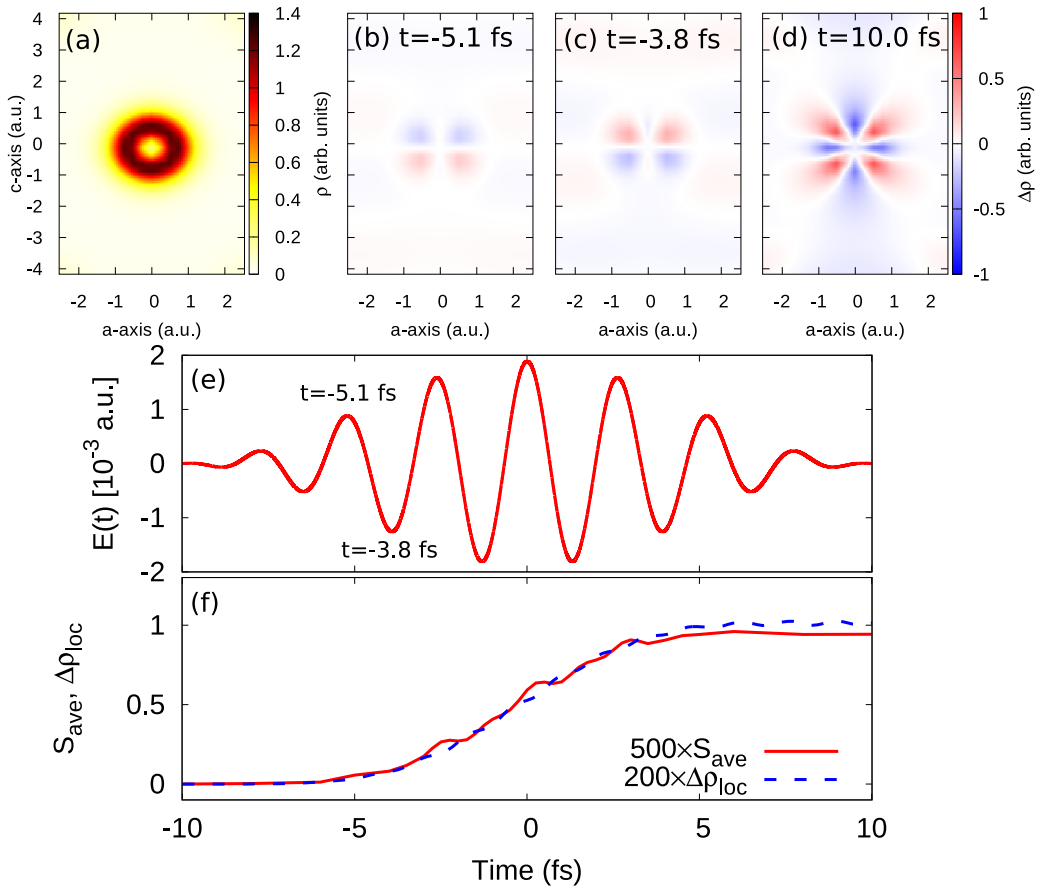 (a)
(b) t=-5.1 fs
(c) t=-3.8 fs
(d) t=10.0 fs
c-axis (a.u.)
4
3
2
1
0
-1
-2
-3
-4
-2 -1 0 1 2
a-axis (a.u.)
1.4
1.2
1
0.8
0.6
0.4
0.2
0
ρ (arb. units)
-2 -1 0 1 2
a-axis (a.u.)
-2 -1 0 1 2
a-axis (a.u.)
-2 -1 0 1 2
a-axis (a.u.)
1
0.5
0
-0.5
-1
Δρ (arb. units)
(e)
E(t) [10⁻³ a.u.]
2
1
0
-1
-2
t=-5.1 fs
t=-3.8 fs
(f)
S_ave, Δρ_loc
1
0.5
0
500×S_ave
200×Δρ_loc
-10 -5 0 5 10
Time (fs)